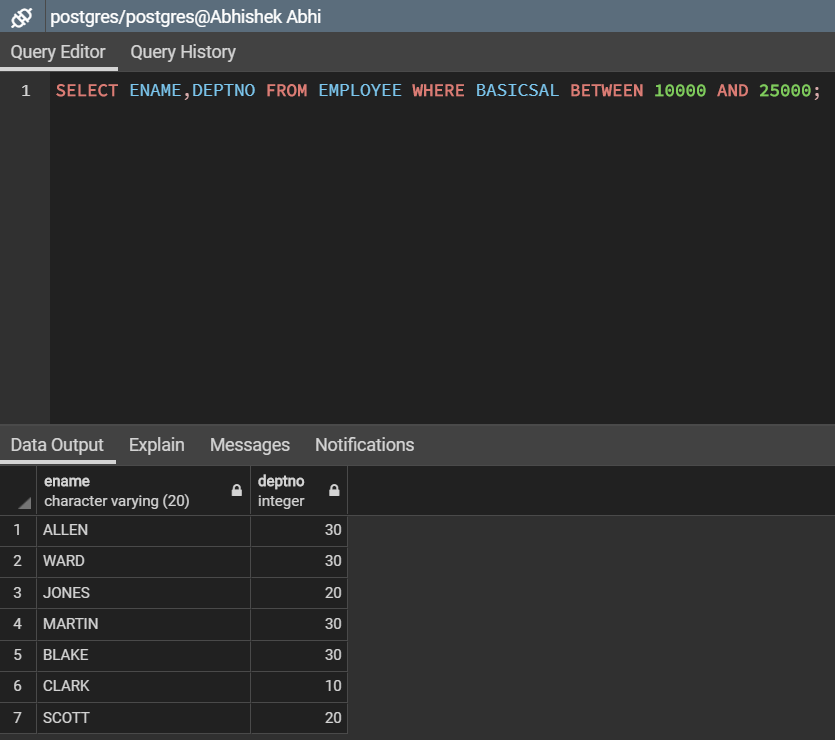 postgres/postgres@Abhishek Abhi
Query Editor Query History
1 SELECT ENAME,DEPTNO FROM EMPLOYEE WHERE BASICSAL BETWEEN 10000 AND 25000;
Data Output Explain Messages Notifications
ename deptno
character varying (20) integer
1 ALLEN 30
2 WARD 30
3 JONES 20
4 MARTIN 30
5 BLAKE 30
6 CLARK 10
7 SCOTT 20